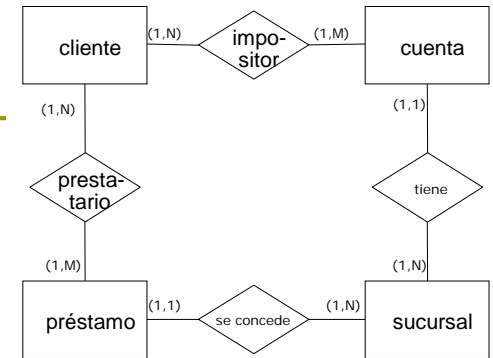 cliente
(1,N)
impo-
sitor
(1,M)
cuenta
(1,N)
(1,1)
presta-
tario
tiene
(1,M)
(1,N)
préstamo
(1,1)
se concede
(1,N)
sucursal